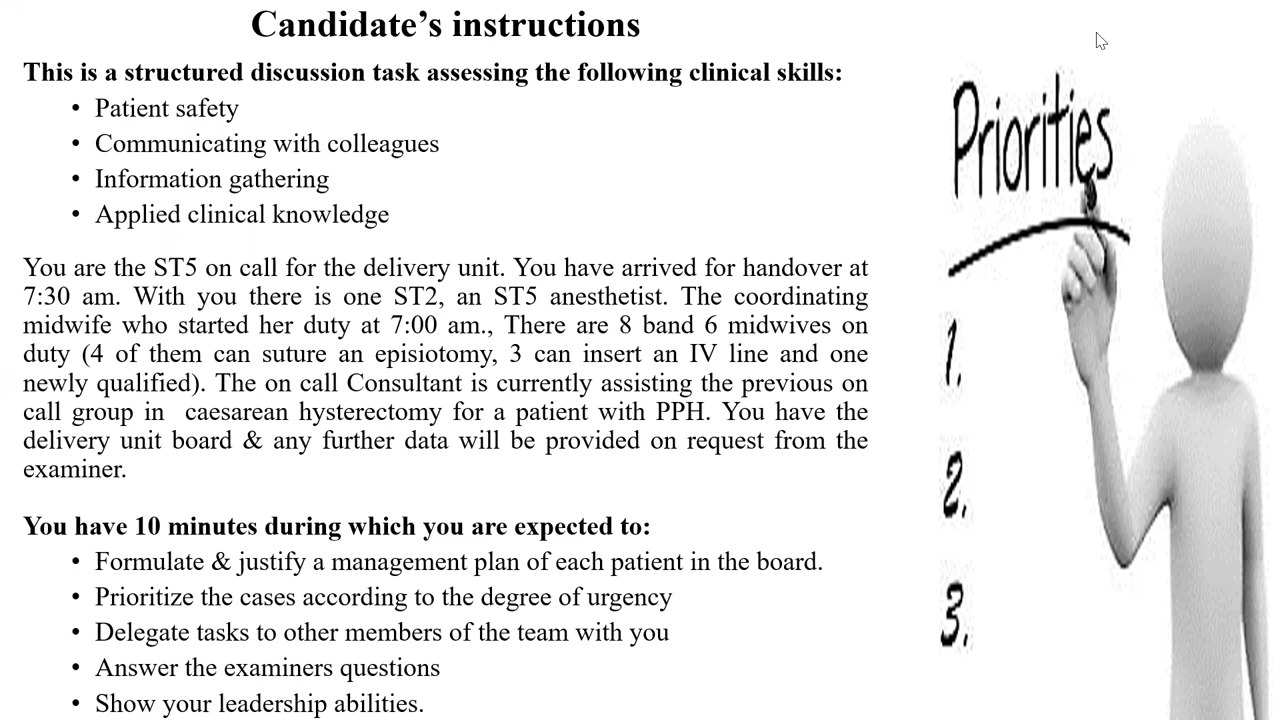 Candidate's instructions
This is a structured discussion task assessing the following clinical skills:
• Patient safety
• Communicating with colleagues
• Information gathering
• Applied clinical knowledge
You are the ST5 on call for the delivery unit. You have arrived for handover at
7:30 am. With you there is one ST2, an ST5 anesthetist. The coordinating
midwife who started her duty at 7:00 am., There are 8 band 6 midwives on
duty (4 of them can suture an episiotomy, 3 can insert an IV line and one
newly qualified). The on call Consultant is currently assisting the previous on
call group in caesarean hysterectomy for a patient with PPH. You have the
delivery unit board & any further data will be provided on request from the
examiner.
You have 10 minutes during which you are expected to:
• Formulate & justify a management plan of each patient in the board.
• Prioritize the cases according to the degree of urgency
• Delegate tasks to other members of the team with you
• Answer the examiners questions
• Show your leadership abilities.
Priorities
1.
2.
3.